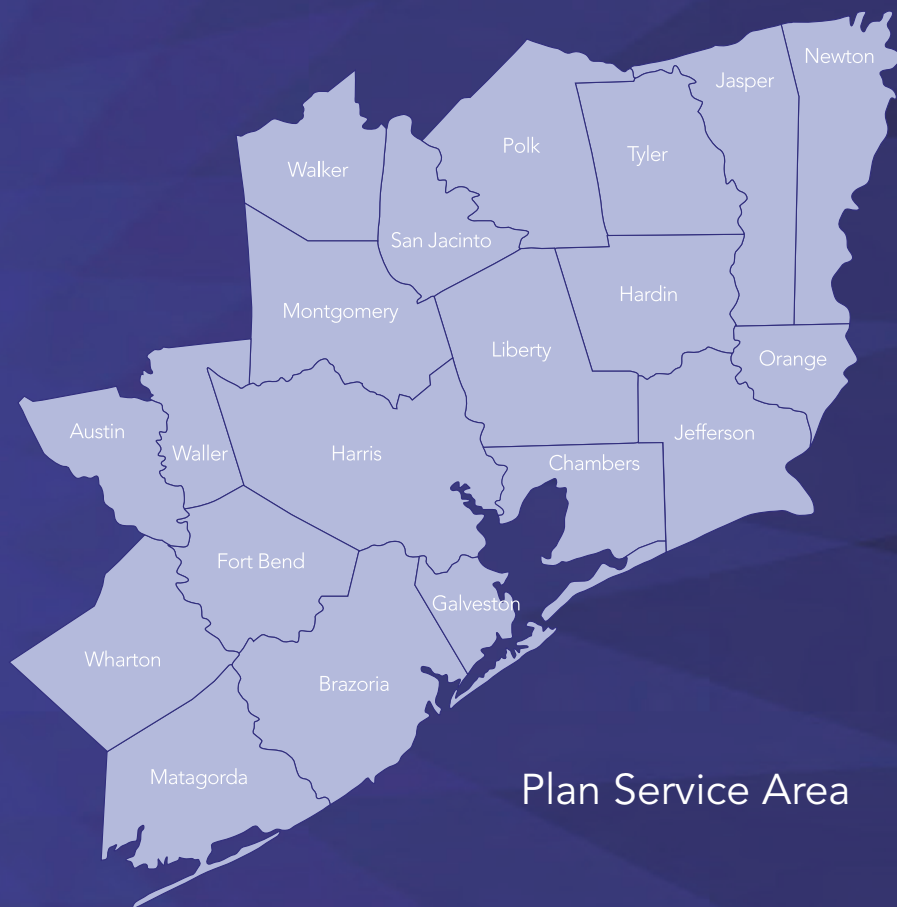 Newton
Jasper
Polk
Tyler
Walker
San Jacinto
Hardin
Montgomery
Liberty
Orange
Austin
Jefferson
Waller
Harris
Chambers
Fort Bend
Galveston
Wharton
Brazoria
Matagorda
Plan Service Area